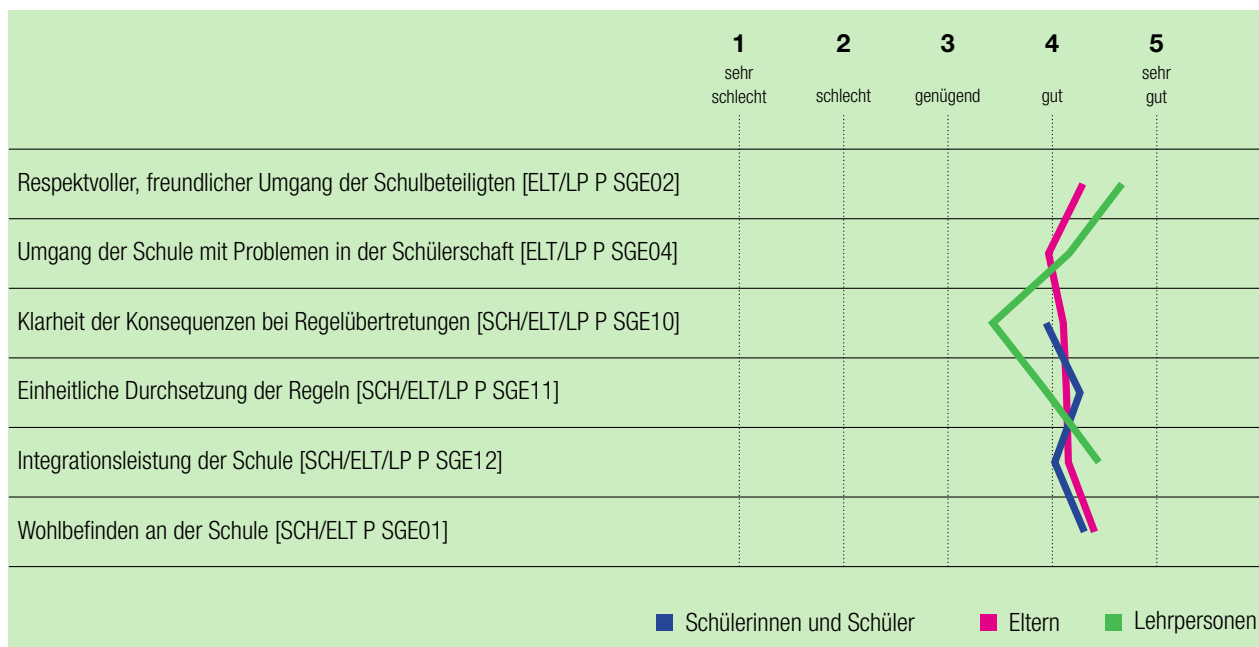 1 2 3 4 5
sehr schlecht schlecht genügend gut sehr gut
Respektvoller, freundlicher Umgang der Schulbeteiligten [ELT/LP P SGE02]
Umgang der Schule mit Problemen in der Schülerschaft [ELT/LP P SGE04]
Klarheit der Konsequenzen bei Regelübertretungen [SCH/ELT/LP P SGE10]
Einheitliche Durchsetzung der Regeln [SCH/ELT/LP P SGE11]
Integrationsleistung der Schule [SCH/ELT/LP P SGE12]
Wohlbefinden an der Schule [SCH/ELT P SGE01]
Schülerinnen und Schüler Eltern Lehrpersonen